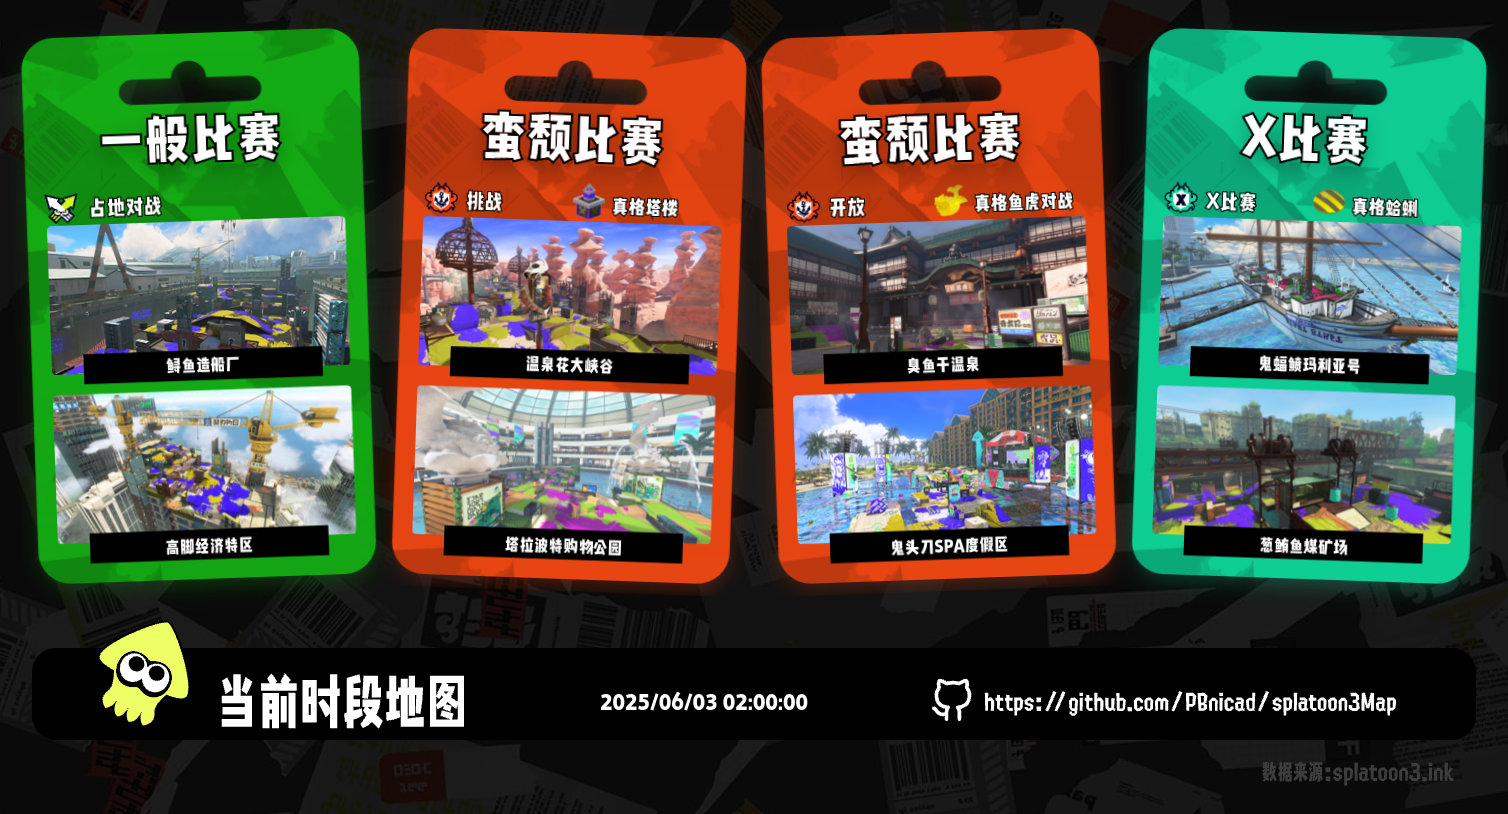 一般比赛
占地对战
鲟鱼造船厂
高脚经济特区
蛮颓比赛
挑战
真格塔楼
温泉花大峡谷
塔拉波特购物公园
蛮颓比赛
开放
真格鱼虎对战
臭鱼干温泉
鬼头刀SPA度假区
X比赛
X比赛
真格蛤蜊
鬼蝠鲼玛利亚号
葱鲔鱼煤矿场
当前时段地图
2025/06/03 02:00:00
https://github.com/PBnicad/splatoon3Map
数据来源:splatoon3.ink